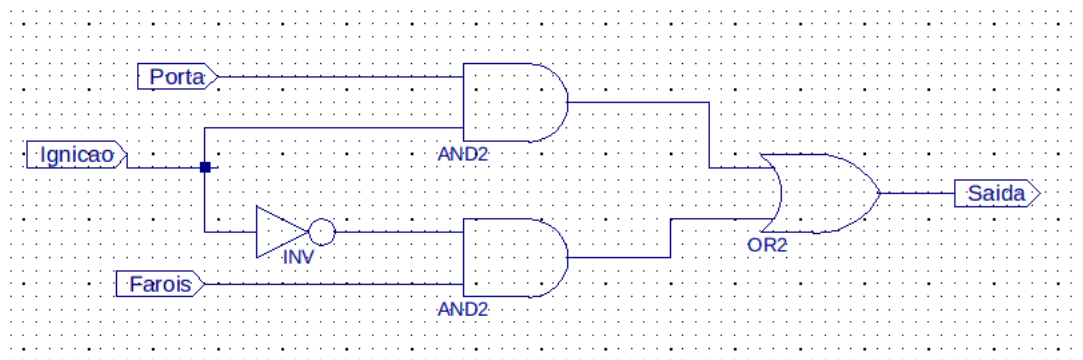 Porta
Ignicao
AND2
INV
Farois
AND2
OR2
Saida